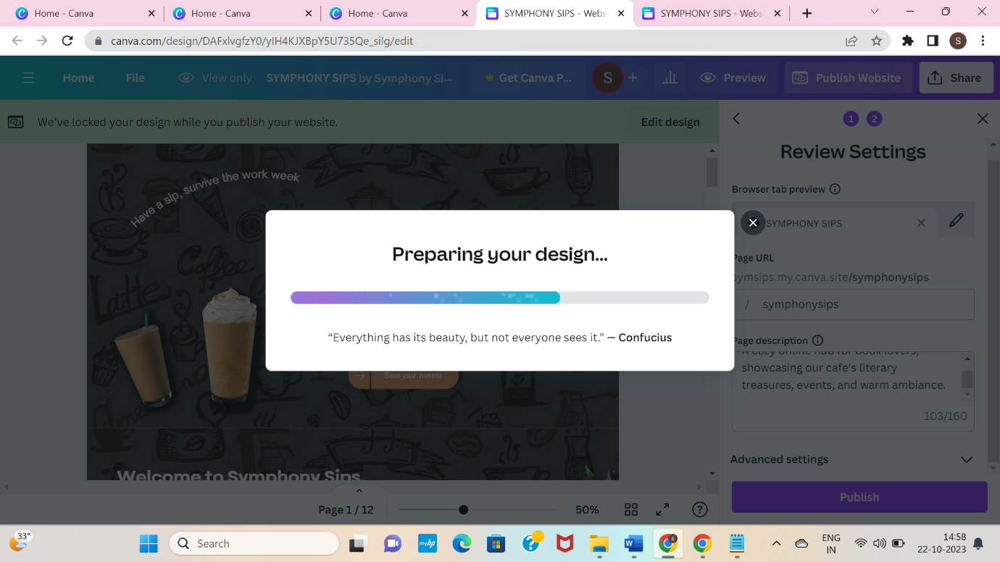 Home - Canva
Home - Canva
Home - Canva
SYMPHONY SIPS - Webs
SYMPHONY SIPS - Webs
canva.com/design/DAFxlvgfzY0/yIH4KJXBpY5U735Qe_silg/edit
S
Home
File
View only
SYMPHONY SIPS by Symphony Si...
Get Canva P...
S
Preview
Publish Website
Share
We've locked your design while you publish your website.
Edit design
1 2
Review Settings
Have a sip, survive the work week
Browser tab preview
SYMPHONY SIPS
Preparing your design...
"Everything has its beauty, but not everyone sees it." — Confucius
Page URL
symsips.my.canva.site/symphonysips
/ symphonysips
Page description
A cozy online hub for book lovers,
showcasing our cafe's literary
treasures, events, and warm ambiance.
103/160
Coffee
Latte
See our menu
Welcome to Symphony Sips
Advanced settings
Publish
Page 1 / 12
50%
33°
Search
myhp
W
S
ENG
IN
14:58
22-10-2023